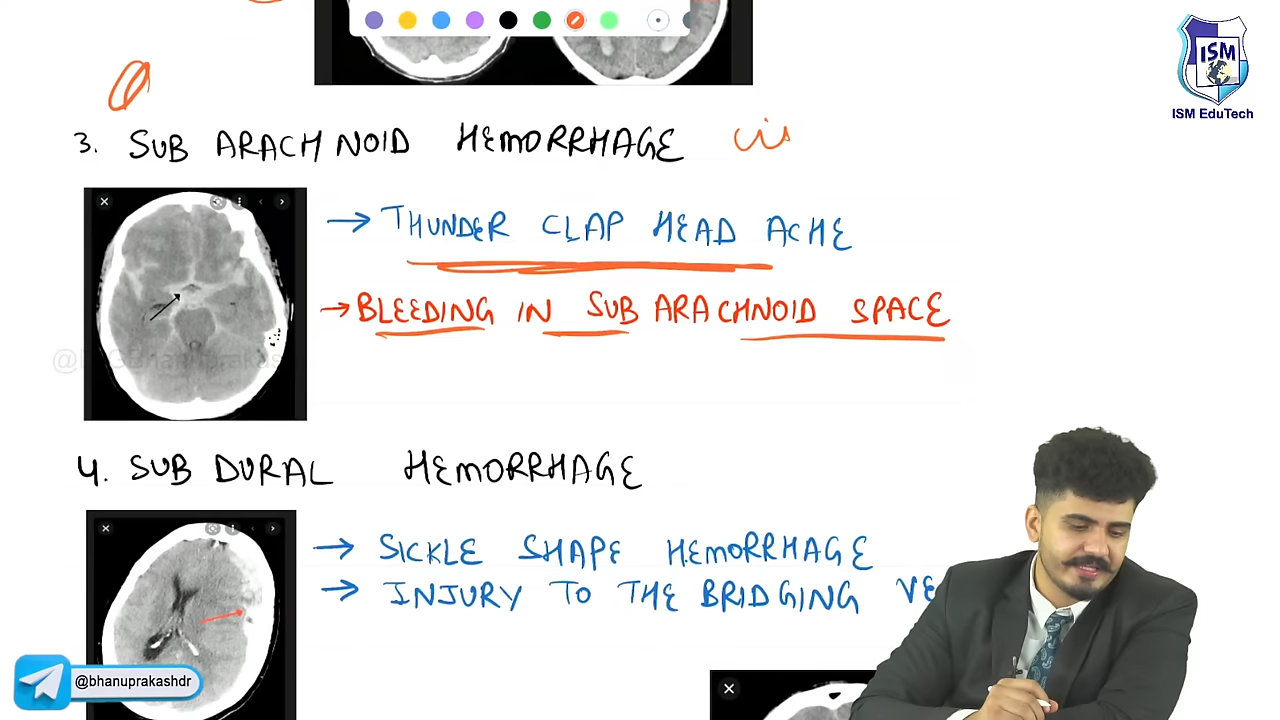 ISM
ISM EduTech
3. SUB ARACHNOID HEMORRHAGE
→ THUNDER CLAP HEAD ACHE
→ BLEEDING IN SUB ARACHNOID SPACE
4. SUB DURAL HEMORRHAGE
→ SICKLE SHAPE HEMORRHAGE
→ INJURY TO THE BRIDGING VE
@bhanuprakashdr